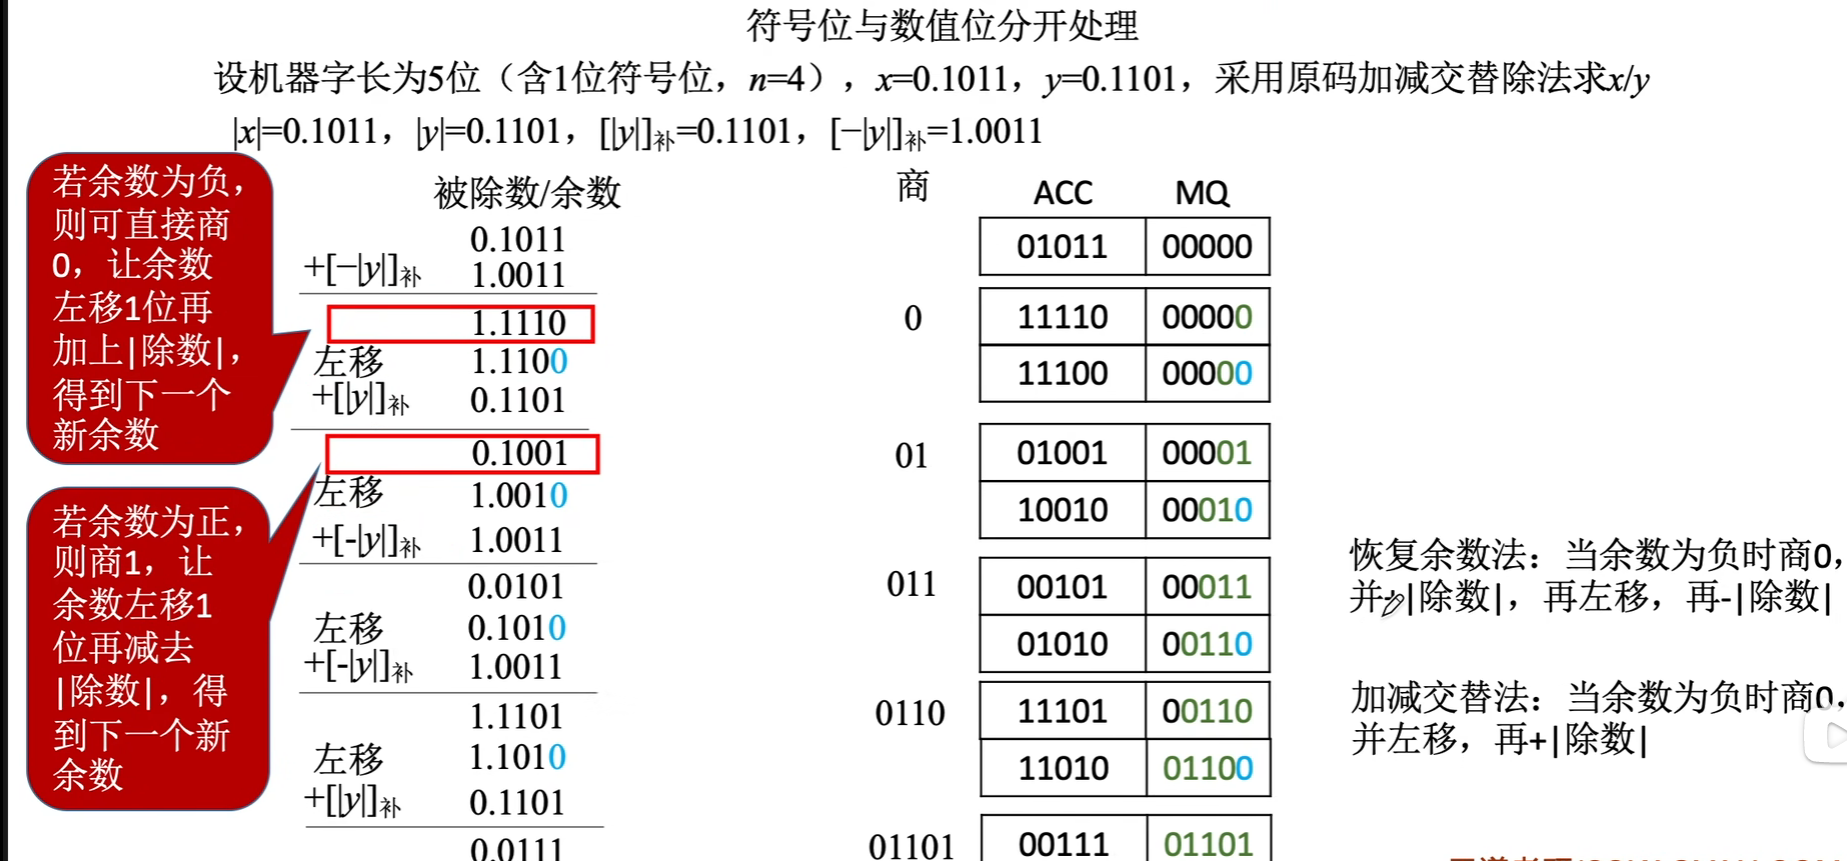 符号位与数值位分开处理
设机器字长为5位（含1位符号位，n=4），x=0.1011，y=0.1101，采用原码加减交替除法求x/y
|x|=0.1011，|y|=0.1101，[|y|]补=0.1101，[−|y|]补=1.0011
若余数为负，
则可直接商
0，让余数
左移1位再
加上|除数|，
得到下一个
新余数
若余数为正，
则商1，让
余数左移1
位再减去
|除数|，得
到下一个新
余数
被除数/余数
0.1011
+[−|y|]补 1.0011
1.1110
左移 1.1100
+[|y|]补 0.1101
0.1001
左移 1.0010
+[-|y|]补 1.0011
0.0101
左移 0.1010
+[-|y|]补 1.0011
1.1101
左移 1.1010
+[|y|]补 0.1101
0.0111
商 ACC MQ
01011 00000
0 11110 00000
11100 00000
01 01001 00001
10010 00010
011 00101 00011
01010 00110
0110 11101 00110
11010 01100
01101 00111 01101
恢复余数法：当余数为负时商0，
并+|除数|，再左移，再-|除数|
加减交替法：当余数为负时商0，
并左移，再+|除数|